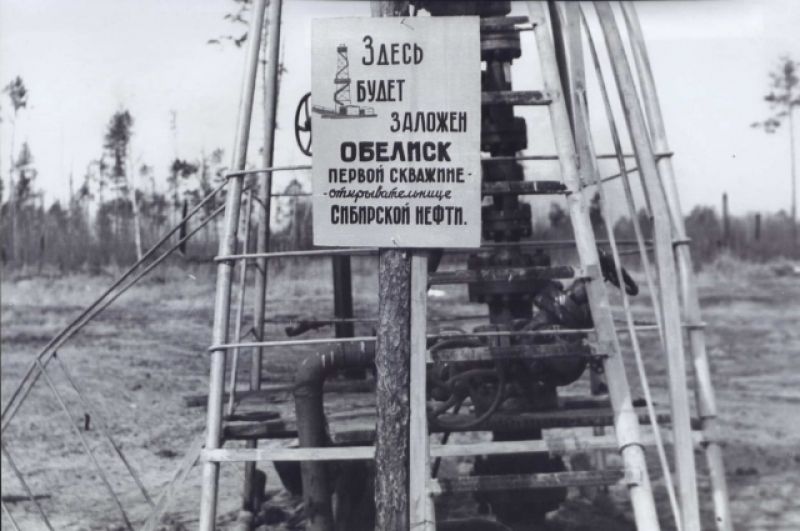 Здесь
будет
заложен
обелиск
первой скважине-
-открывательнице
Сибирской нефти.